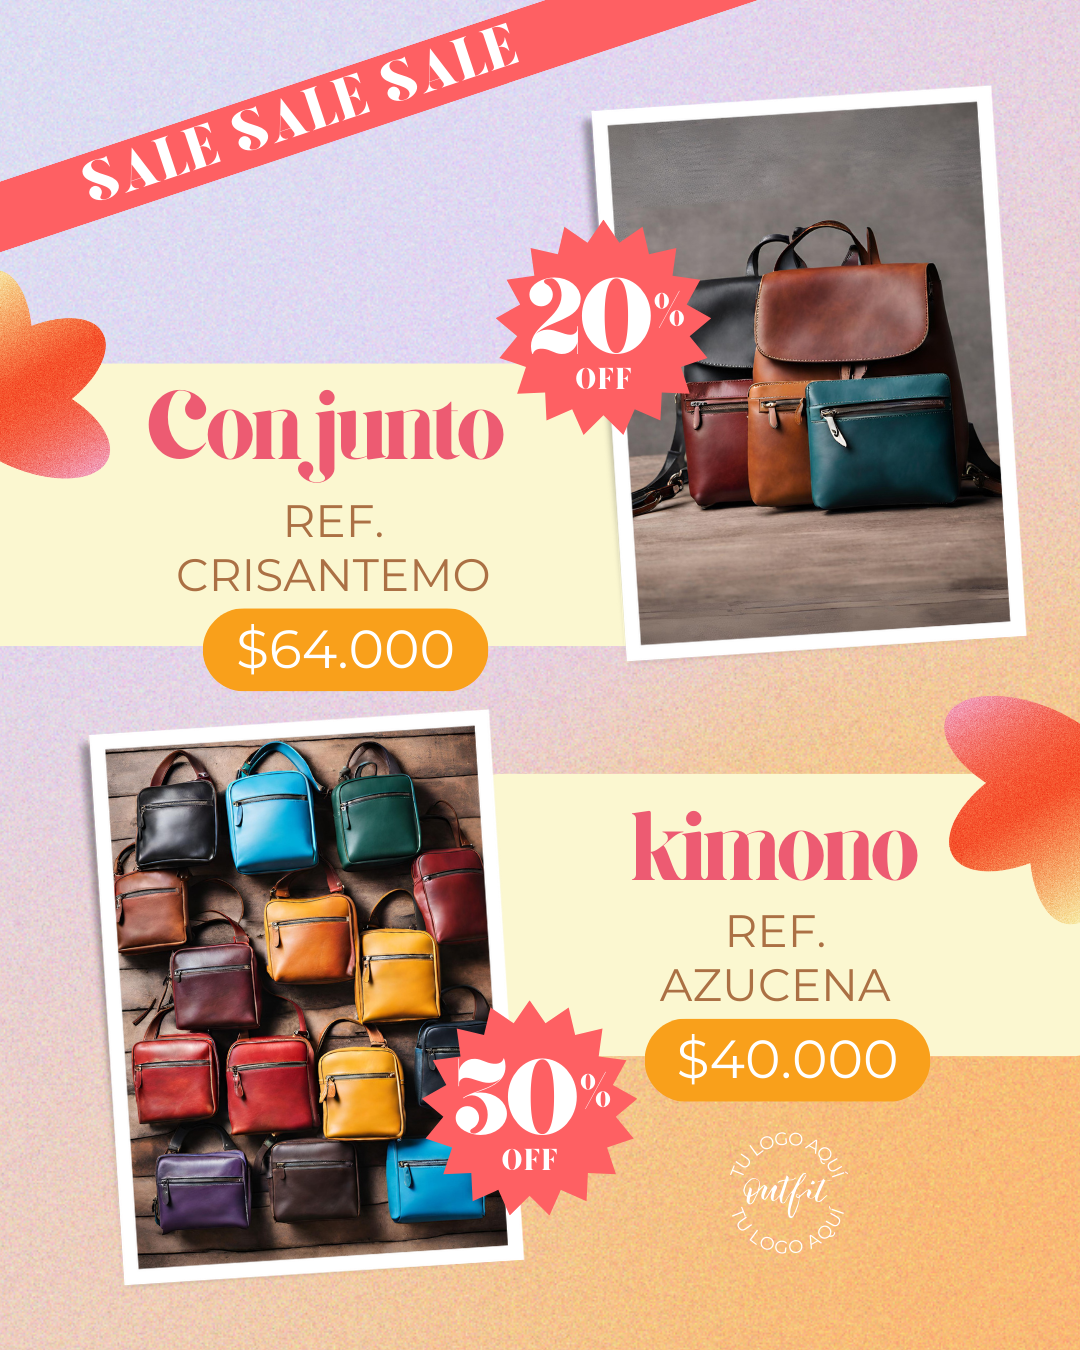 SALE SALE SALE
20%
OFF
Conjunto
REF.
CRISANTEMO
$64.000
kimono
REF.
AZUCENA
$40.000
30%
OFF
TU LOGO AQUÍ
outfit
TU LOGO AQUÍ